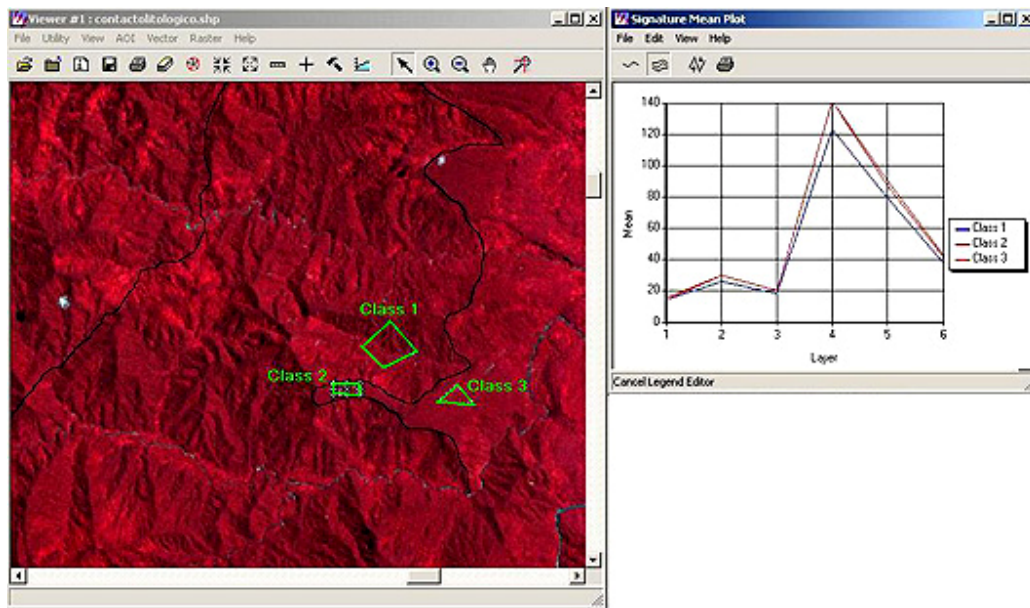 Viewer #1 : contactolitologico.shp
File Utility View AOI Vector Raster Help
Class 1
Class 2
Class 3
Signature Mean Plot
File Edit View Help
140
120
100
80
60
40
20
0
Mean
1 2 3 4 5 6
Layer
Class 1
Class 2
Class 3
Cancel Legend Editor